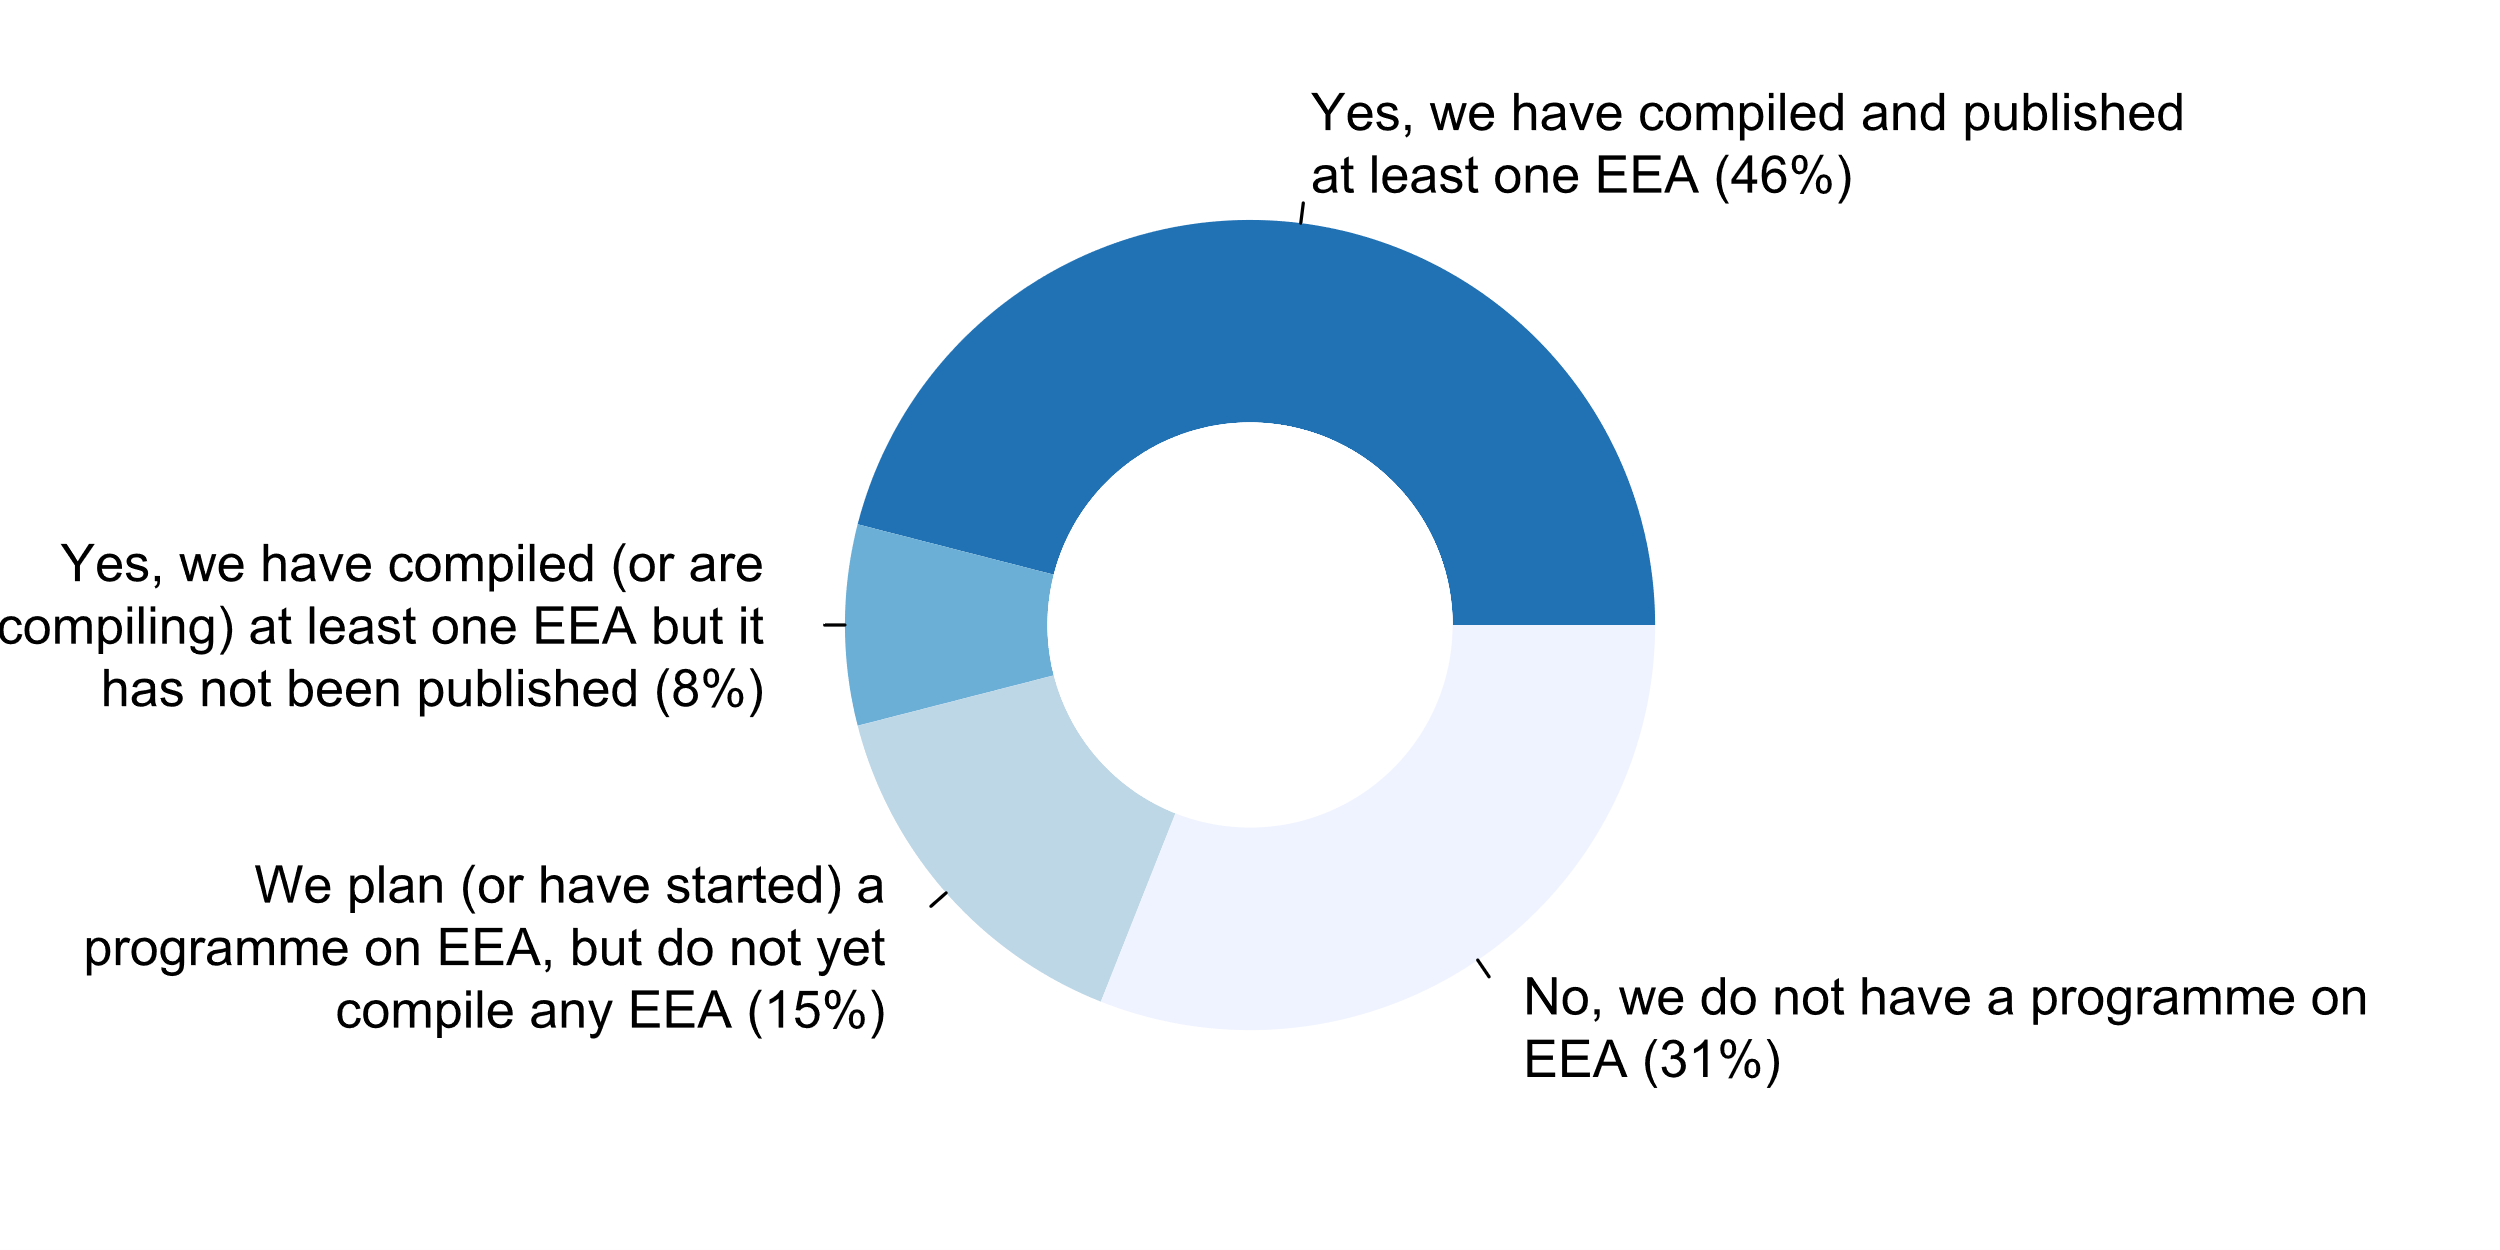 Yes, we have compiled and published
at least one EEA (46%)
Yes, we have compiled (or are
compiling) at least one EEA but it
has not been published (8%)
We plan (or have started) a
programme on EEA, but do not yet
compile any EEA (15%)
No, we do not have a programme on
EEA (31%)